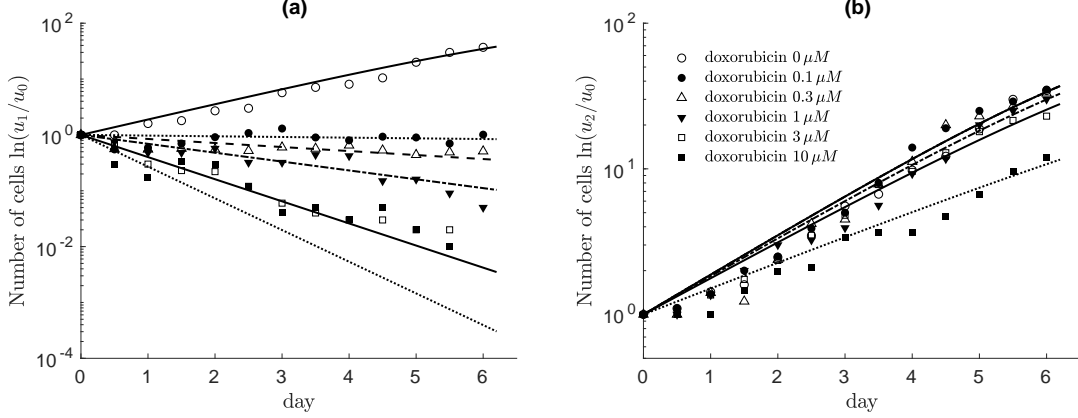 (a)
10^2
10^0
10^-2
10^-4
Number of cells ln(u_1/u_0)
0 1 2 3 4 5 6
day
(b)
10^2
10^1
10^0
Number of cells ln(u_2/u_0)
doxorubicin 0 μM
doxorubicin 0.1 μM
doxorubicin 0.3 μM
doxorubicin 1 μM
doxorubicin 3 μM
doxorubicin 10 μM
0 1 2 3 4 5 6
day